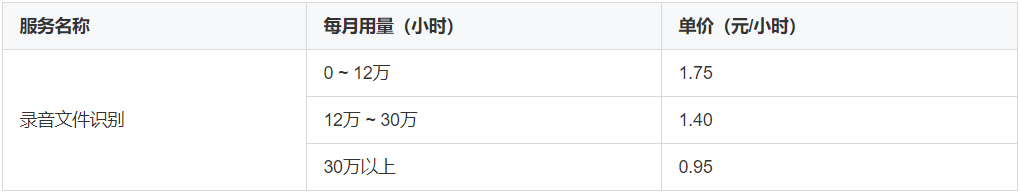 服务名称 每月用量（小时） 单价（元/小时）
0 ~ 12万 1.75
录音文件识别 12万 ~ 30万 1.40
30万以上 0.95